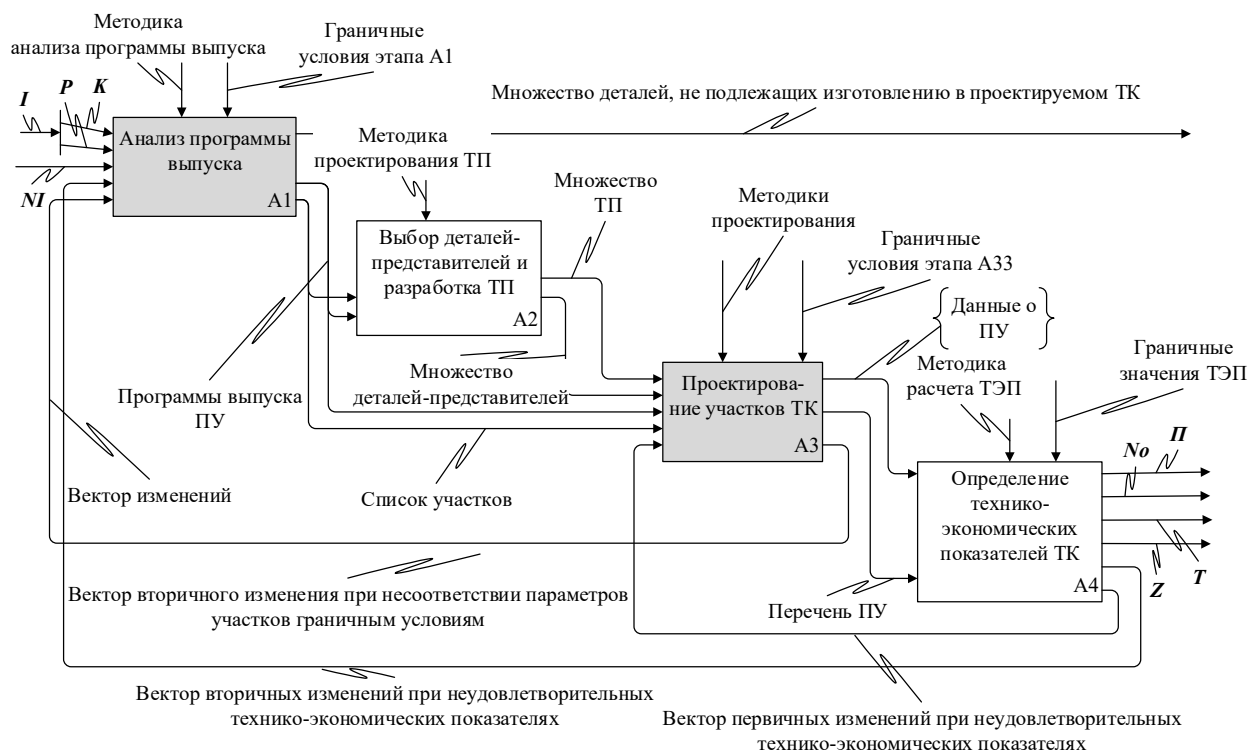 Методика
анализа программы выпуска
Граничные
условия этапа А1
I
P
K
NI
Анализ программы
выпуска
А1
Множество деталей, не подлежащих изготовлению в проектируемом ТК
Методика
проектирования ТП
Множество
ТП
Выбор деталей-
представителей и
разработка ТП
А2
Методики
проектирования
Граничные
условия этапа А33
Данные о
ПУ
Методика
расчета ТЭП
Граничные
значения ТЭП
Множество
деталей-представителей
Программы выпуска
ПУ
Проектирова-
ние участков ТК
А3
Вектор изменений
Список участков
Определение
технико-
экономических
показателей ТК
А4
No
П
Z
T
Вектор вторичного изменения при несоответствии параметров
участков граничным условиям
Перечень ПУ
Вектор вторичных изменений при неудовлетворительных
технико-экономических показателях
Вектор первичных изменений при неудовлетворительных
технико-экономических показателях